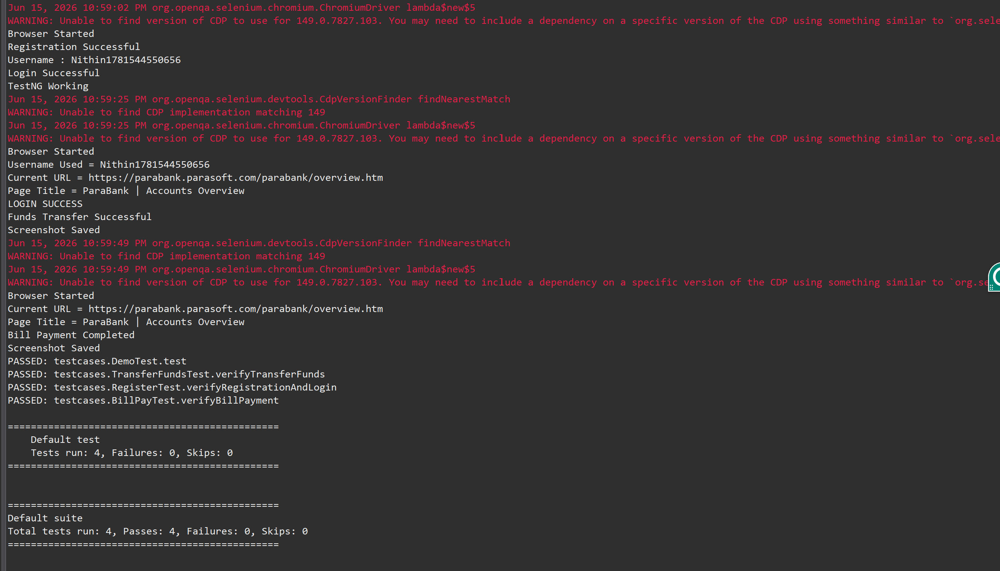 Jun 15, 2026 10:59:02 PM org.openqa.selenium.chromium.ChromiumDriver lambda$new$5
WARNING: Unable to find version of CDP to use for 149.0.7827.103. You may need to include a dependency on a specific version of the CDP using something similar to `org.sele
Browser Started
Registration Successful
Username : Nithin1781544550656
Login Successful
TestNG Working
Jun 15, 2026 10:59:25 PM org.openqa.selenium.devtools.CdpVersionFinder findNearestMatch
WARNING: Unable to find CDP implementation matching 149
Jun 15, 2026 10:59:25 PM org.openqa.selenium.chromium.ChromiumDriver lambda$new$5
WARNING: Unable to find version of CDP to use for 149.0.7827.103. You may need to include a dependency on a specific version of the CDP using something similar to `org.sele
Browser Started
Username Used = Nithin1781544550656
Current URL = https://parabank.parasoft.com/parabank/overview.htm
Page Title = ParaBank | Accounts Overview
LOGIN SUCCESS
Funds Transfer Successful
Screenshot Saved
Jun 15, 2026 10:59:49 PM org.openqa.selenium.devtools.CdpVersionFinder findNearestMatch
WARNING: Unable to find CDP implementation matching 149
Jun 15, 2026 10:59:49 PM org.openqa.selenium.chromium.ChromiumDriver lambda$new$5
WARNING: Unable to find version of CDP to use for 149.0.7827.103. You may need to include a dependency on a specific version of the CDP using something similar to `org.se
Browser Started
Current URL = https://parabank.parasoft.com/parabank/overview.htm
Page Title = ParaBank | Accounts Overview
Bill Payment Completed
Screenshot Saved
PASSED: testcases.DemoTest.test
PASSED: testcases.TransferFundsTest.verifyTransferFunds
PASSED: testcases.RegisterTest.verifyRegistrationAndLogin
PASSED: testcases.BillPayTest.verifyBillPayment
===============================================
Default test
Tests run: 4, Failures: 0, Skips: 0
===============================================
===============================================
Default suite
Total tests run: 4, Passes: 4, Failures: 0, Skips: 0
===============================================